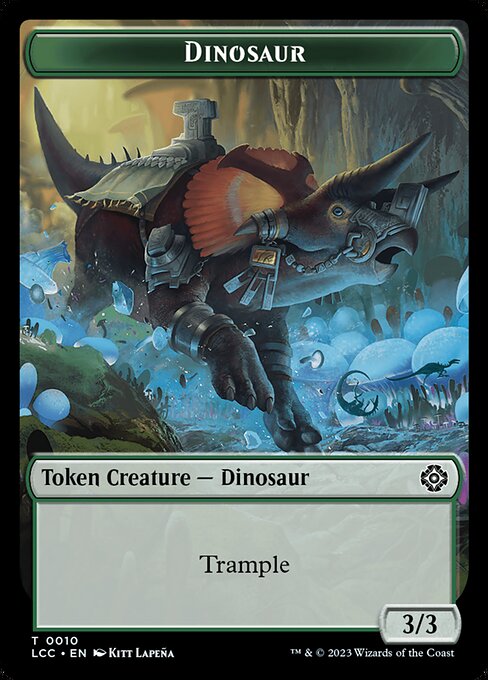 Dinosaur
Token Creature — Dinosaur
Trample
3/3
T 0010
LCC • EN Kitt Lapeña
™ & © 2023 Wizards of the Coast